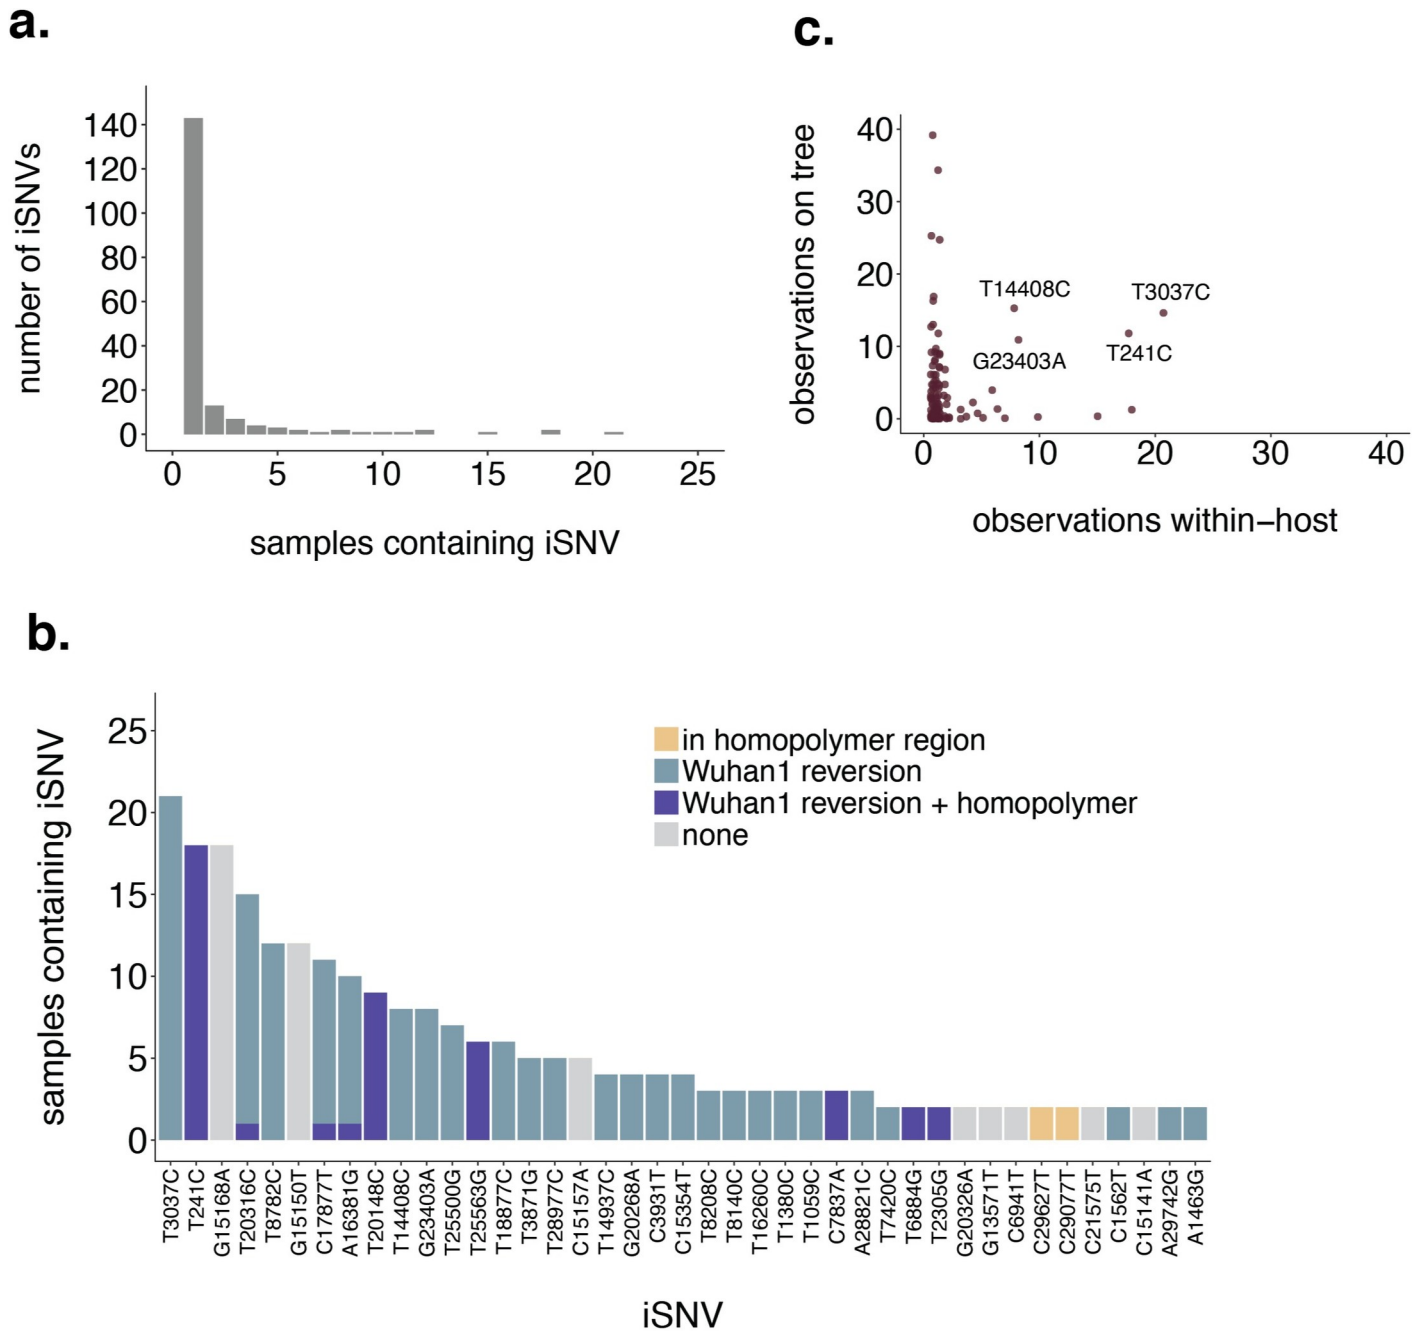 a.
number of iSNVs
140
120
100
80
60
40
20
0
0 5 10 15 20 25
samples containing iSNV
c.
observations on tree
40
30
20
10
0
T14408C
T3037C
G23403A
T241C
0 10 20 30 40
observations within-host
b.
samples containing iSNV
25
20
15
10
5
0
in homopolymer region
Wuhan1 reversion
Wuhan1 reversion + homopolymer
none
T3037C
T241C
G15168A
T20316C
T8782C
G15150T
C17877T
A16381G
T20148C
T14408C
G23403A
T25500G
T25563G
T18877C
T3871G
T28977C
C15157A
T14937C
G20268A
C3931T
C15354T
T8208C
T8140C
T16260C
T1380C
T1059C
C7837A
A28821C
T7420C
T6884G
T2305G
G20326A
G13571T
C6941T
C29627T
C29077T
C21575T
C1562T
C15141A
A29742G
A1463G
iSNV